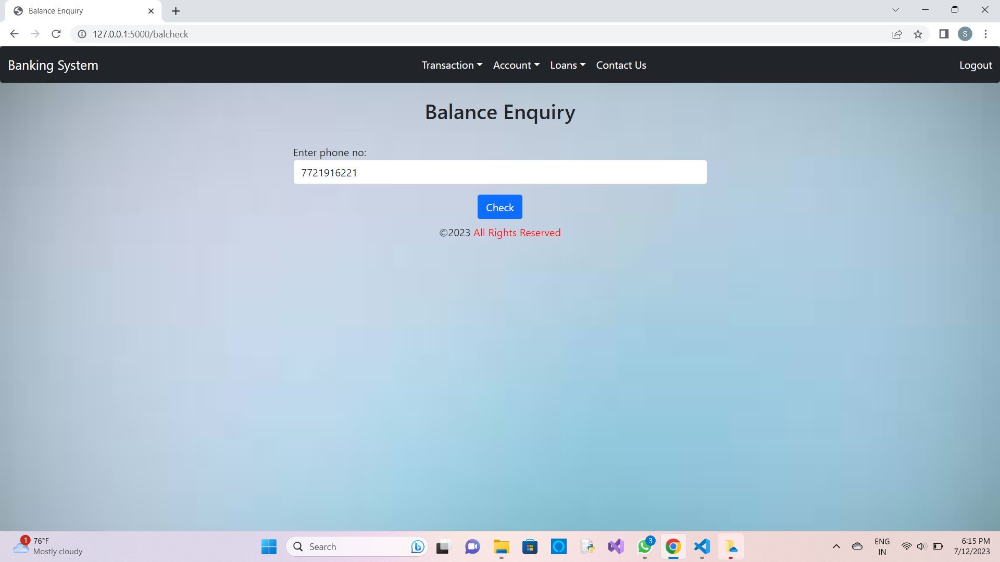 Balance Enquiry
127.0.0.1:5000/balcheck
S
Banking System
Transaction
Account
Loans
Contact Us
Logout
Balance Enquiry
Enter phone no:
7721916221
Check
©2023 All Rights Reserved
1
76°F
Mostly cloudy
Search
3
ENG
IN
6:15 PM
7/12/2023